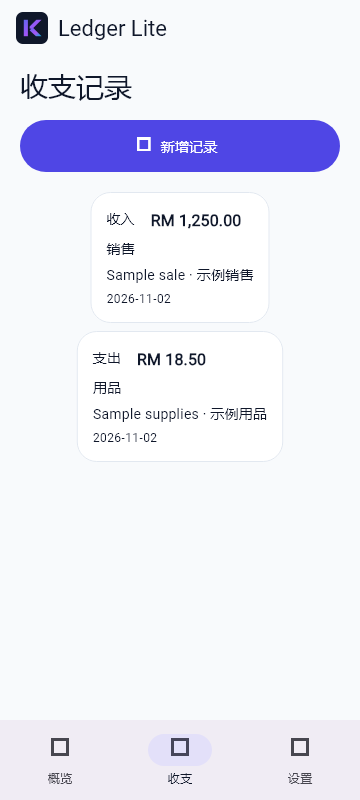 Ledger Lite
收支记录
新增记录
收入 RM 1,250.00
销售
Sample sale · 示例销售
2026-11-02
支出 RM 18.50
用品
Sample supplies · 示例用品
2026-11-02
概览 收支 设置